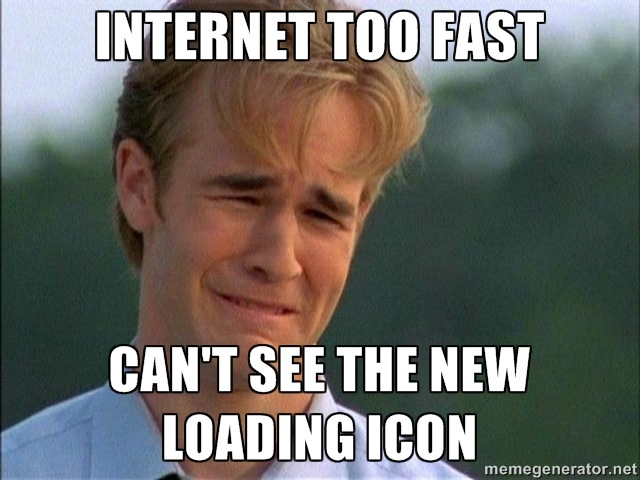 INTERNET TOO FAST
CAN'T SEE THE NEW
LOADING ICON
memegenerator.net